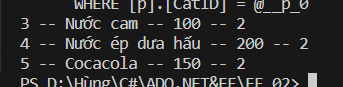 WHERE [p].[CatID] = @__p_0
3 -- Nước cam -- 100 -- 2
4 -- Nước ép dưa hấu -- 200 -- 2
5 -- Cocacola -- 150 -- 2
PS D:\Hùng\C#\ADO.NET&EF\EF_02>